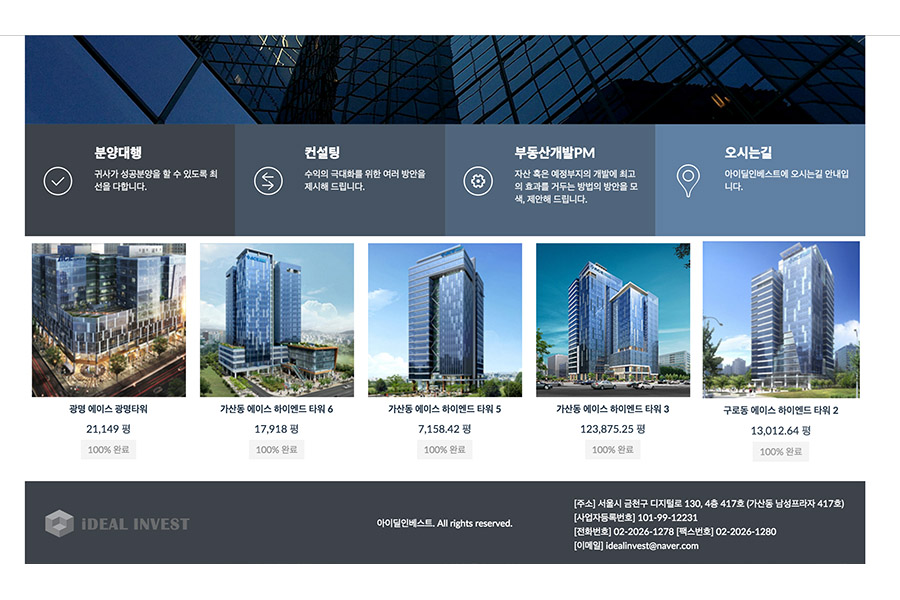 분양대행
귀사가 성공분양을 할 수 있도록 최
선을 다합니다.
컨설팅
수익의 극대화를 위한 여러 방안을
제시해 드립니다.
부동산개발PM
자산 혹은 예정부지의 개발에 최고
의 효과를 거두는 방법의 방안을 모
색, 제안해 드립니다.
오시는길
아이딜인베스트에 오시는길 안내입
니다.
광명 에이스 광명타워
21,149 평
100% 완료
가산동 에이스 하이엔드 타워 6
17,918 평
100% 완료
가산동 에이스 하이엔드 타워 5
7,158.42 평
100% 완료
가산동 에이스 하이엔드 타워 3
123,875.25 평
100% 완료
구로동 에이스 하이엔드 타워 2
13,012.64 평
100% 완료
iDEAL INVEST
아이딜인베스트. All rights reserved.
[주소] 서울시 금천구 디지털로 130, 4층 417호 (가산동 남성프라자 417호)
[사업자등록번호] 101-99-12231
[전화번호] 02-2026-1278 [팩스번호] 02-2026-1280
[이메일] idealinvest@naver.com